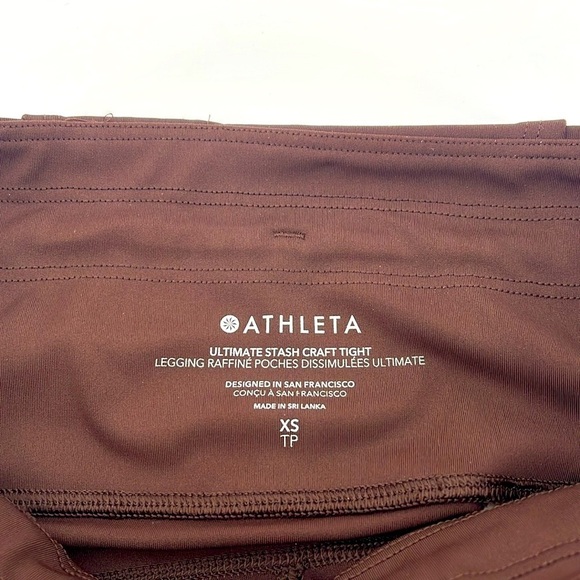 ATHLETA
ULTIMATE STASH CRAFT TIGHT
LEGGING RAFFINÉ POCHES DISSIMULÉES ULTIMATE
DESIGNED IN SAN FRANCISCO
CONÇU À SAN FRANCISCO
MADE IN SRI LANKA
XS
TP